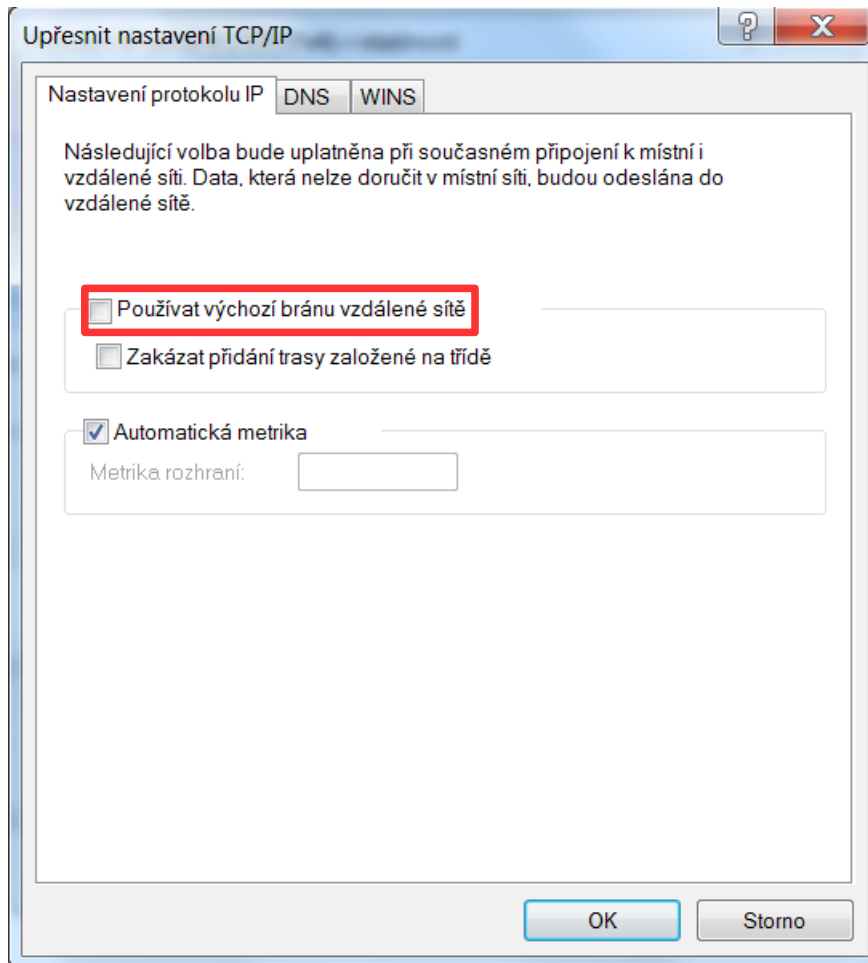 Upřesnit nastavení TCP/IP
Nastavení protokolu IP
DNS
WINS
Následující volba bude uplatněna při současném připojení k místní i
vzdálené síti. Data, která nelze doručit v místní síti, budou odeslána do
vzdálené sítě.
Používat výchozí bránu vzdálené sítě
Zakázat přidání trasy založené na třídě
Automatická metrika
Metrika rozhraní:
OK
Storno